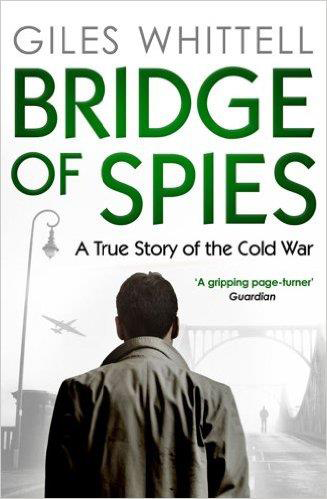 GILES WHITTELL
BRIDGE
OF SPIES
A True Story of the Cold War
‘A gripping page-turner’
Guardian